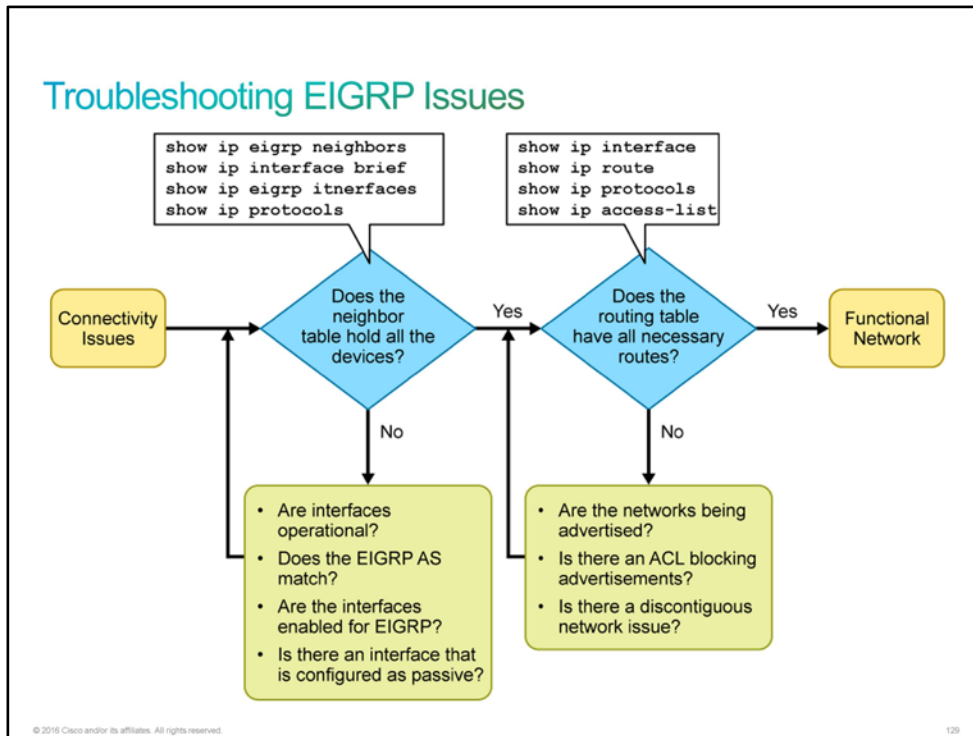 Troubleshooting EIGRP Issues
show ip eigrp neighbors
show ip interface brief
show ip eigrp itnerfaces
show ip protocols
show ip interface
show ip route
show ip protocols
show ip access-list
Connectivity
Issues
Does the
neighbor
table hold all the
devices?
Yes
Does the
routing table
have all necessary
routes?
Yes
Functional
Network
No
No
• Are interfaces
operational?
• Does the EIGRP AS
match?
• Are the interfaces
enabled for EIGRP?
• Is there an interface that
is configured as passive?
• Are the networks being
advertised?
• Is there an ACL blocking
advertisements?
• Is there a discontiguous
network issue?
© 2016 Cisco and/or its affiliates. All rights reserved.
129